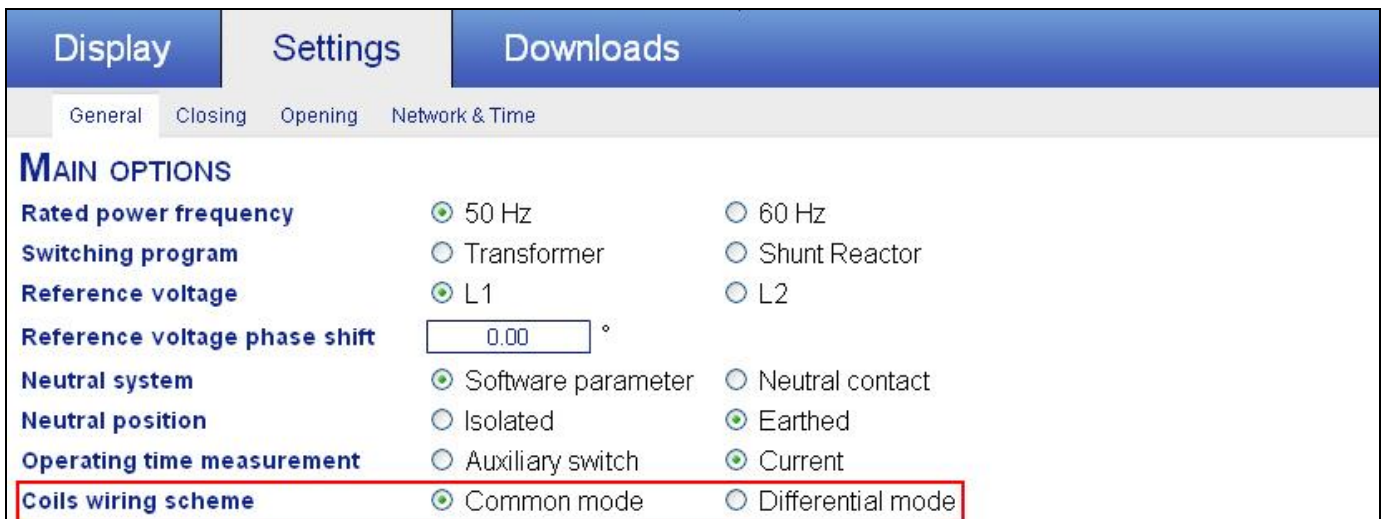 Display Settings Downloads
General Closing Opening Network & Time
MAIN OPTIONS
Rated power frequency 50 Hz 60 Hz
Switching program Transformer Shunt Reactor
Reference voltage L1 L2
Reference voltage phase shift 0.00 °
Neutral system Software parameter Neutral contact
Neutral position Isolated Earthed
Operating time measurement Auxiliary switch Current
Coils wiring scheme Common mode Differential mode